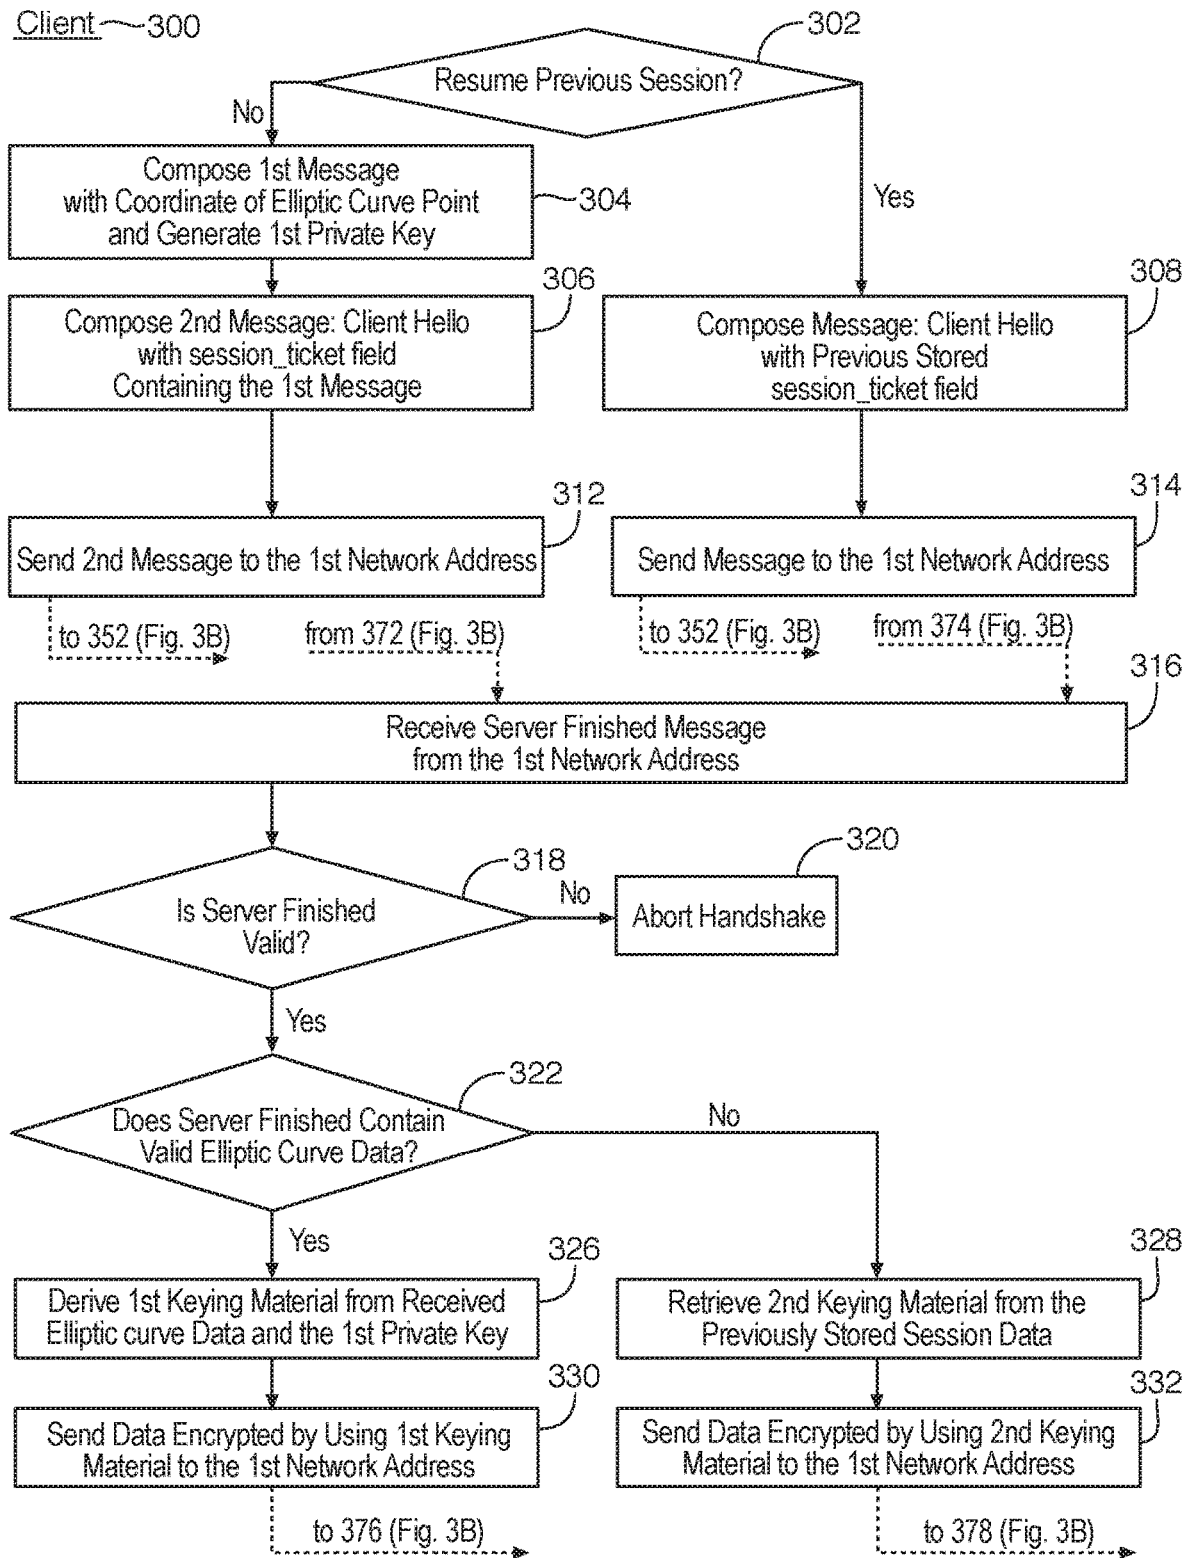 Client 300
302
Resume Previous Session?
No
Yes
Compose 1st Message
with Coordinate of Elliptic Curve Point
and Generate 1st Private Key
304
306
Compose 2nd Message: Client Hello
with session_ticket field
Containing the 1st Message
308
Compose Message: Client Hello
with Previous Stored
session_ticket field
312
Send 2nd Message to the 1st Network Address
314
Send Message to the 1st Network Address
to 352 (Fig. 3B)
from 372 (Fig. 3B)
to 352 (Fig. 3B)
from 374 (Fig. 3B)
316
Receive Server Finished Message
from the 1st Network Address
318
Is Server Finished
Valid?
No
320
Abort Handshake
Yes
322
Does Server Finished Contain
Valid Elliptic Curve Data?
No
Yes
326
Derive 1st Keying Material from Received
Elliptic curve Data and the 1st Private Key
328
Retrieve 2nd Keying Material from the
Previously Stored Session Data
330
Send Data Encrypted by Using 1st Keying
Material to the 1st Network Address
332
Send Data Encrypted by Using 2nd Keying
Material to the 1st Network Address
to 376 (Fig. 3B)
to 378 (Fig. 3B)